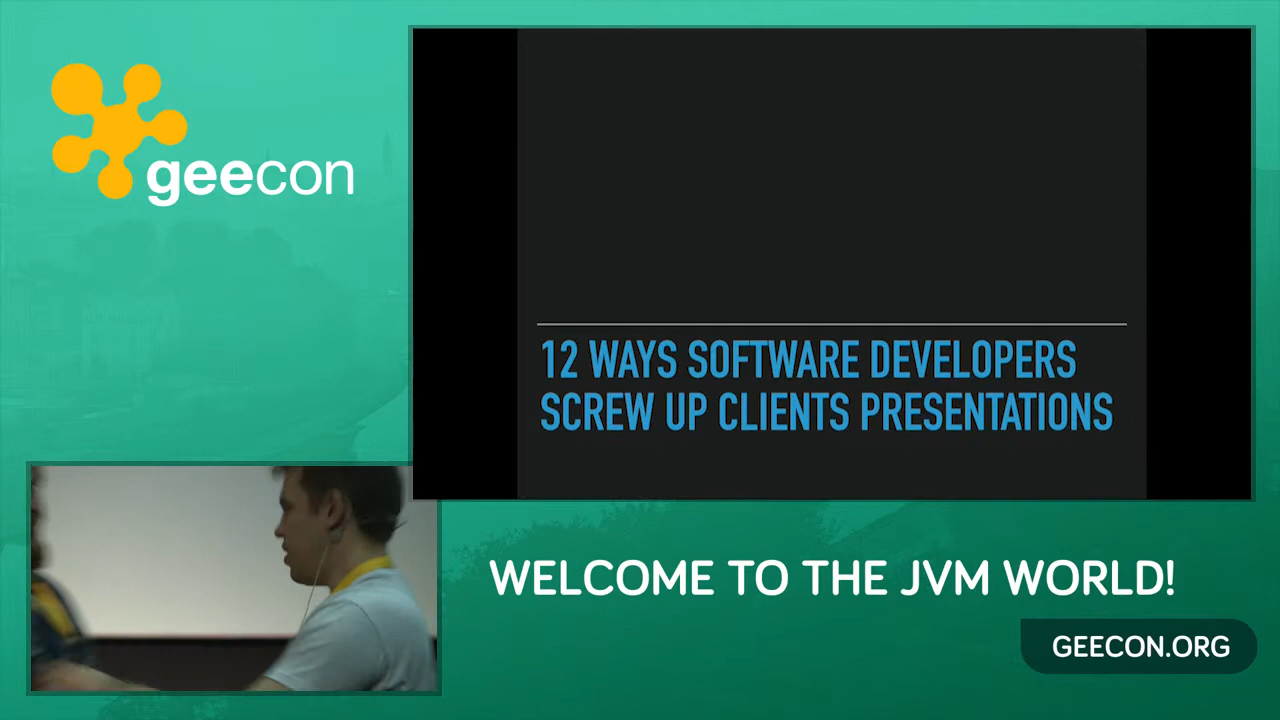 geecon
12 WAYS SOFTWARE DEVELOPERS
SCREW UP CLIENTS PRESENTATIONS
WELCOME TO THE JVM WORLD!
GEECON.ORG